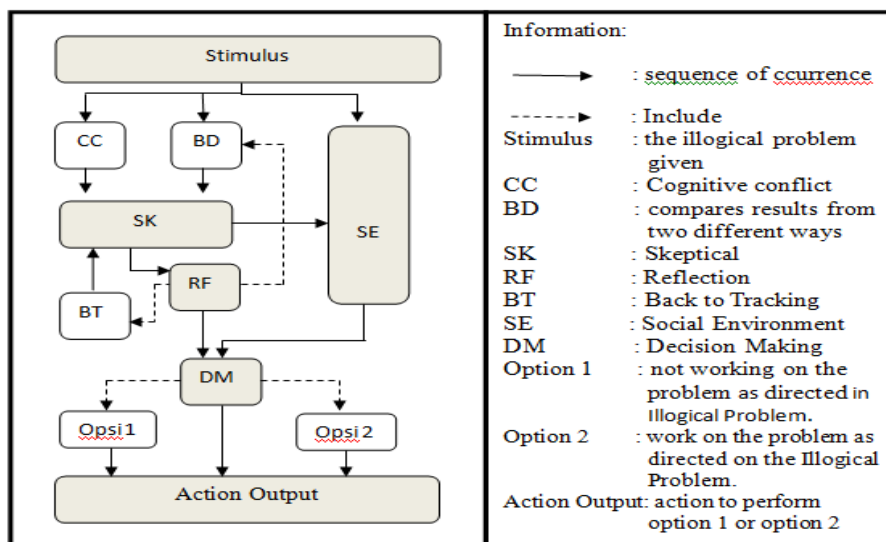 Stimulus
CC
BD
SK
SE
RF
BT
DM
Opsi1
Opsi2
Action Output
Information:
: sequence of ccurrence
: Include
Stimulus : the illogical problem
given
CC : Cognitive conflict
BD : compares results from
two different ways
SK : Skeptical
RF : Reflection
BT : Back to Tracking
SE : Social Environment
DM : Decision Making
Option 1 : not working on the
problem as directed in
Illogical Problem.
Option 2 : work on the problem as
directed on the Illogical
Problem.
Action Output: action to perform
option 1 or option 2